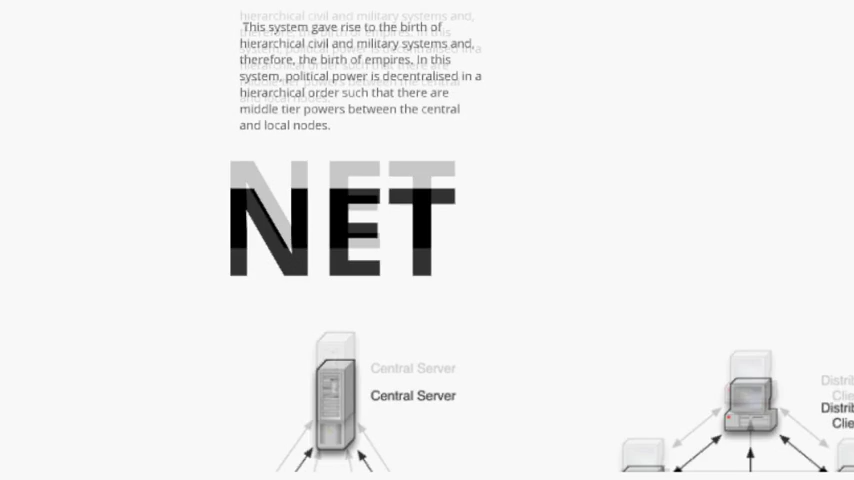 This system gave rise to the birth of
hierarchical civil and military systems and,
therefore, the birth of empires. In this
system, political power is decentralised in a
hierarchical order such that there are
middle tier powers between the central
and local nodes.
NET
Central Server
Central Server
Distrib
Clie
Distrib
Clie